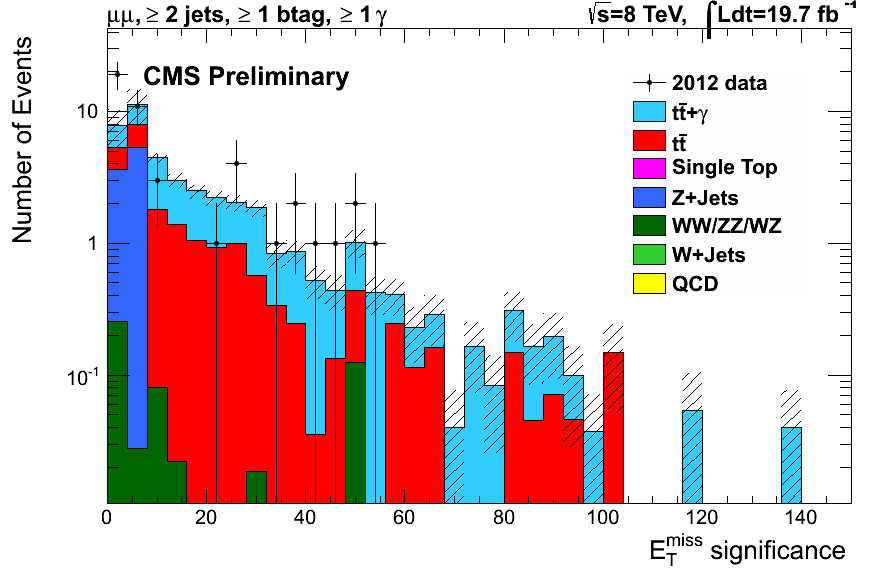 μμ, ≥ 2 jets, ≥ 1 btag, ≥ 1 γ
√s=8 TeV, ∫Ldt=19.7 fb⁻¹
CMS Preliminary
2012 data
tt̄+γ
tt̄
Single Top
Z+Jets
WW/ZZ/WZ
W+Jets
QCD
Number of Events
10
1
10⁻¹
0 20 40 60 80 100 120 140
E_T^miss significance